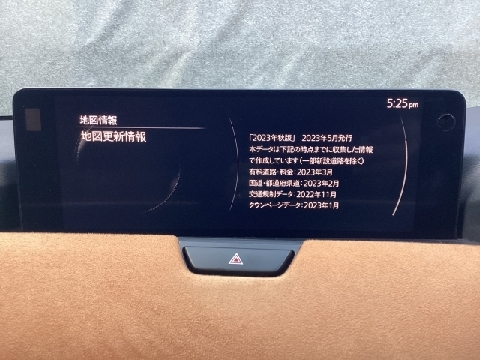 5:25 pm
地図情報
地図更新情報
「2023年秋版」 2023年5月発行
本データは下記の時点までに収集した情報
で作成しています(一部新設道路を除く)
有料道路・料金:2023年3月
国道・都道府県道:2023年2月
交通規制データ:2022年11月
タウンページデータ:2023年1月